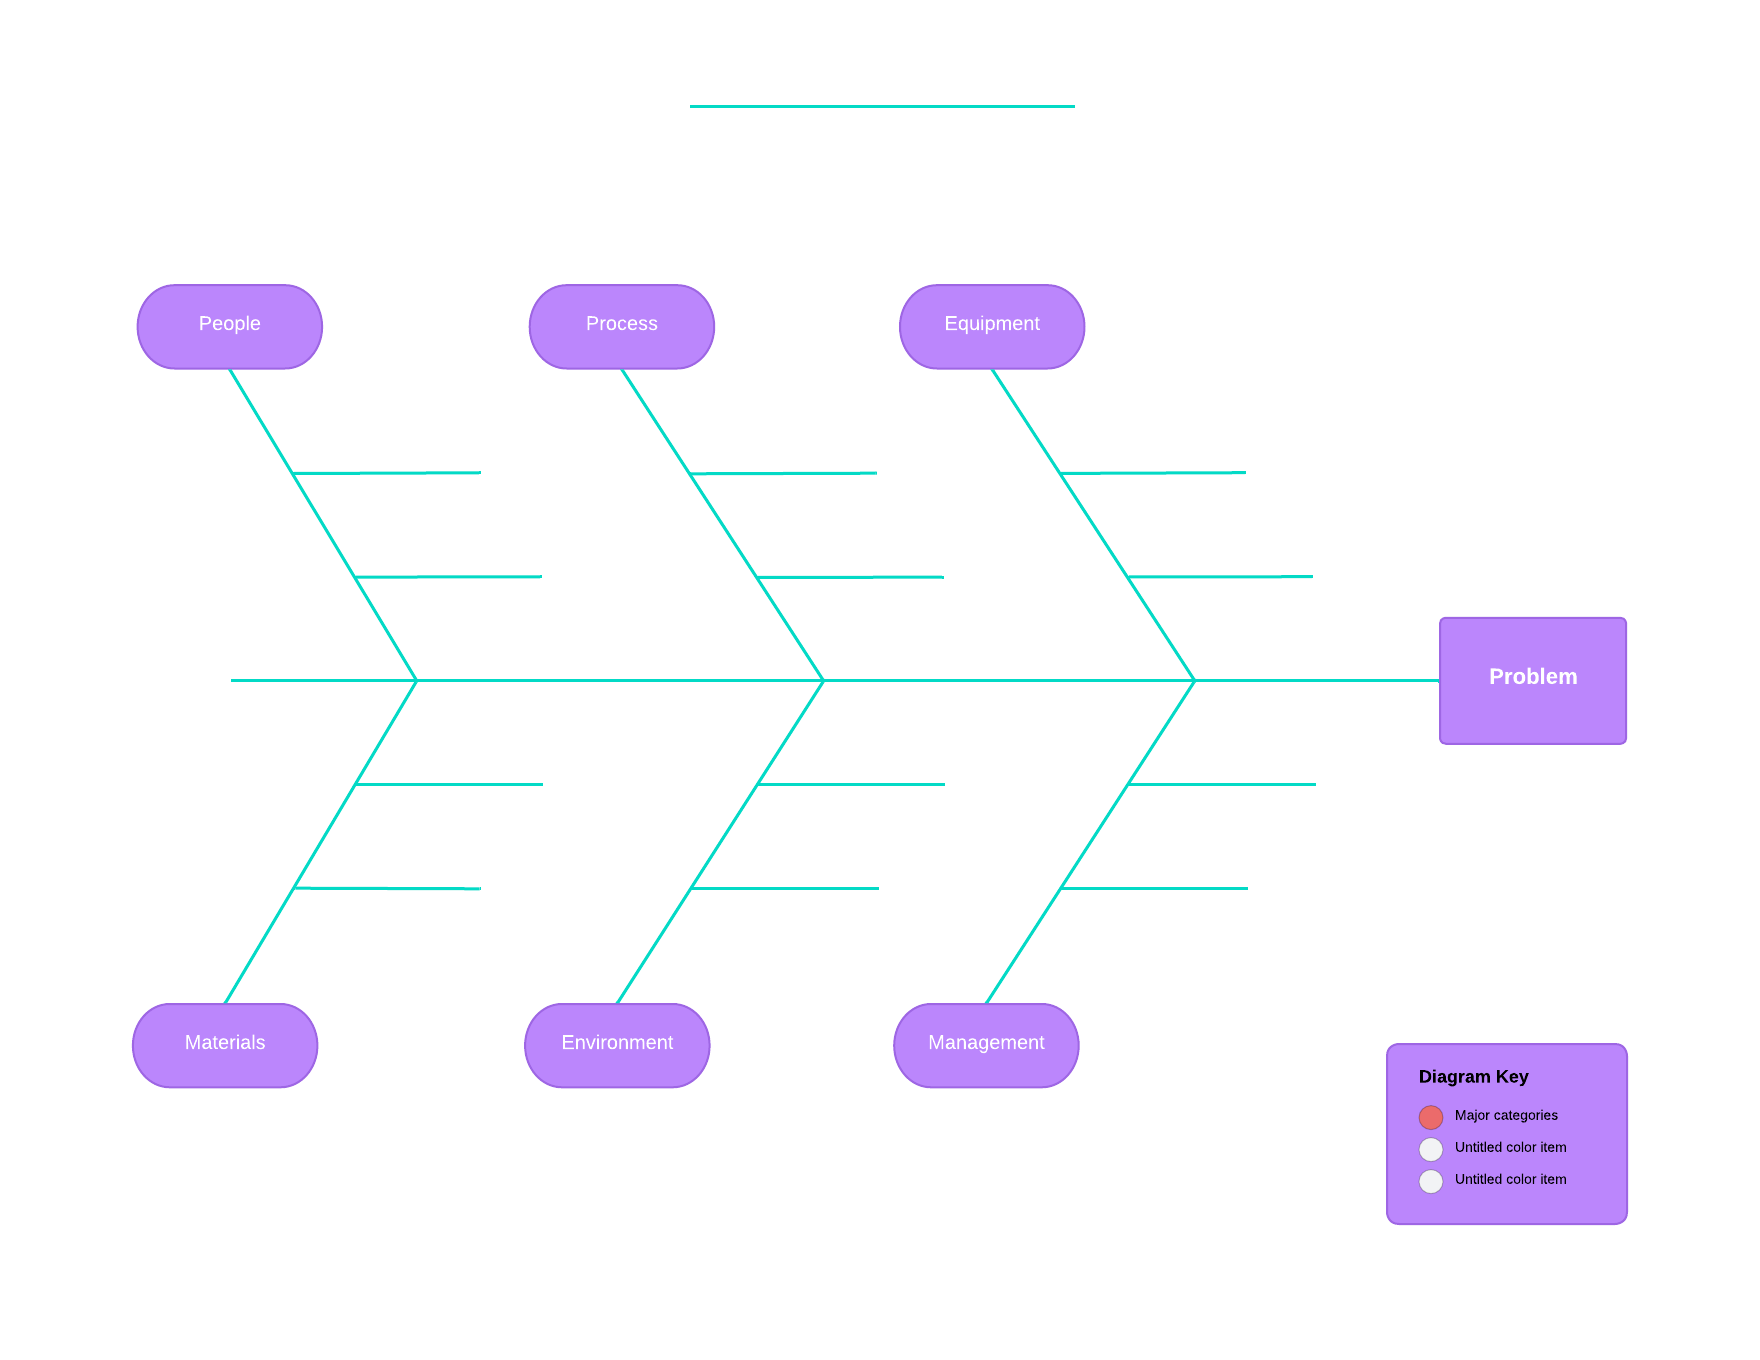 People
Process
Equipment
Problem
Materials
Environment
Management
Diagram Key
Major categories
Untitled color item
Untitled color item